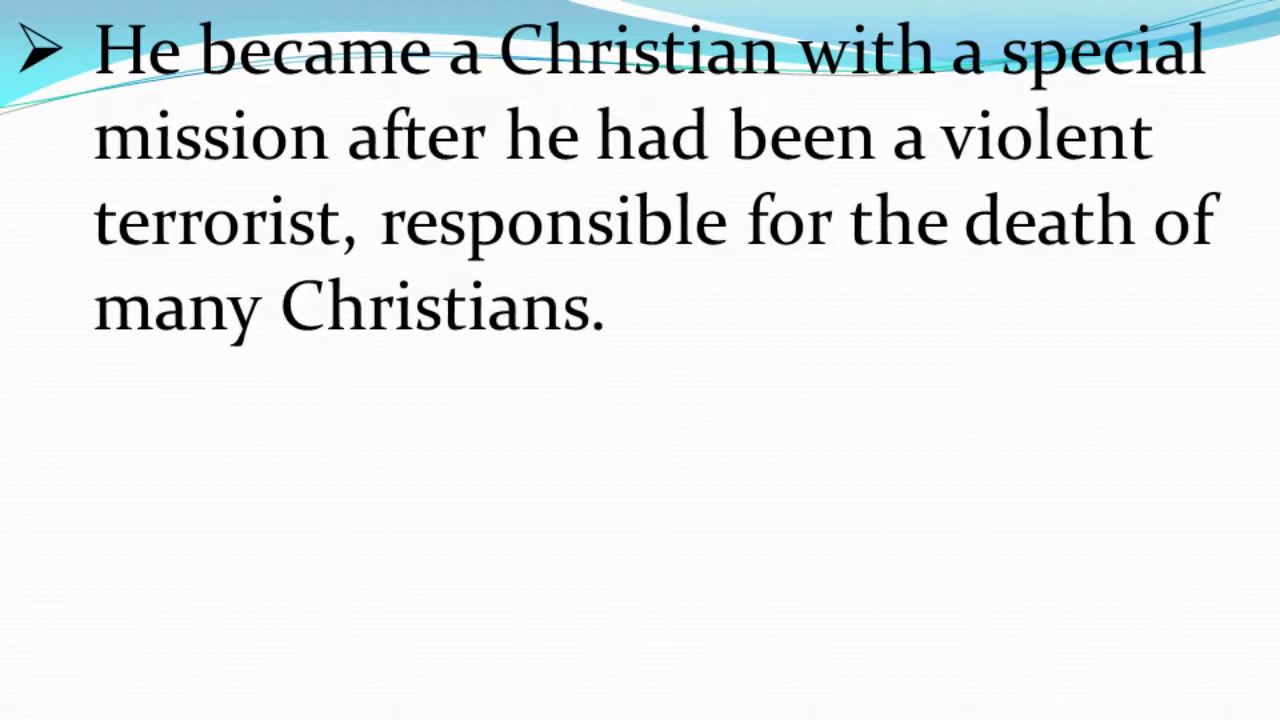 ➢ He became a Christian with a special
mission after he had been a violent
terrorist, responsible for the death of
many Christians.